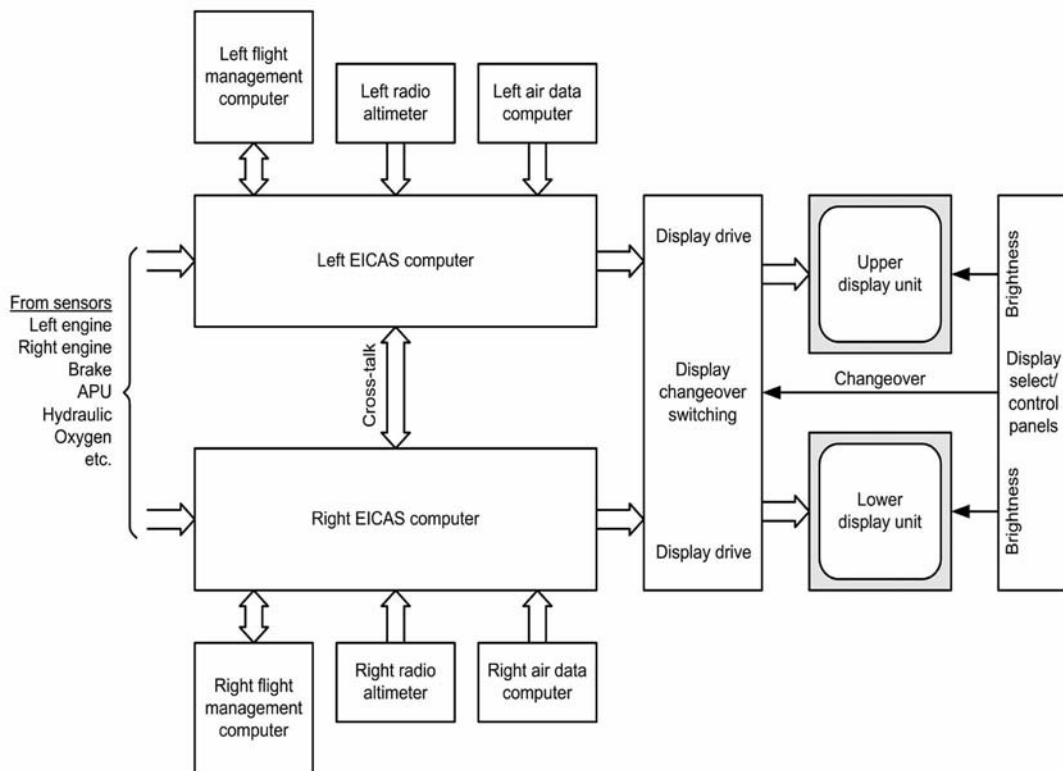 Left flight
management
computer
Left radio
altimeter
Left air data
computer
Left EICAS computer
Display drive
Upper
display unit
Brightness
From sensors
Left engine
Right engine
Brake
APU
Hydraulic
Oxygen
etc.
Cross-talk
Display
changeover
switching
Changeover
Display
select/
control
panels
Right EICAS computer
Display drive
Lower
display unit
Brightness
Right flight
management
computer
Right radio
altimeter
Right air data
computer